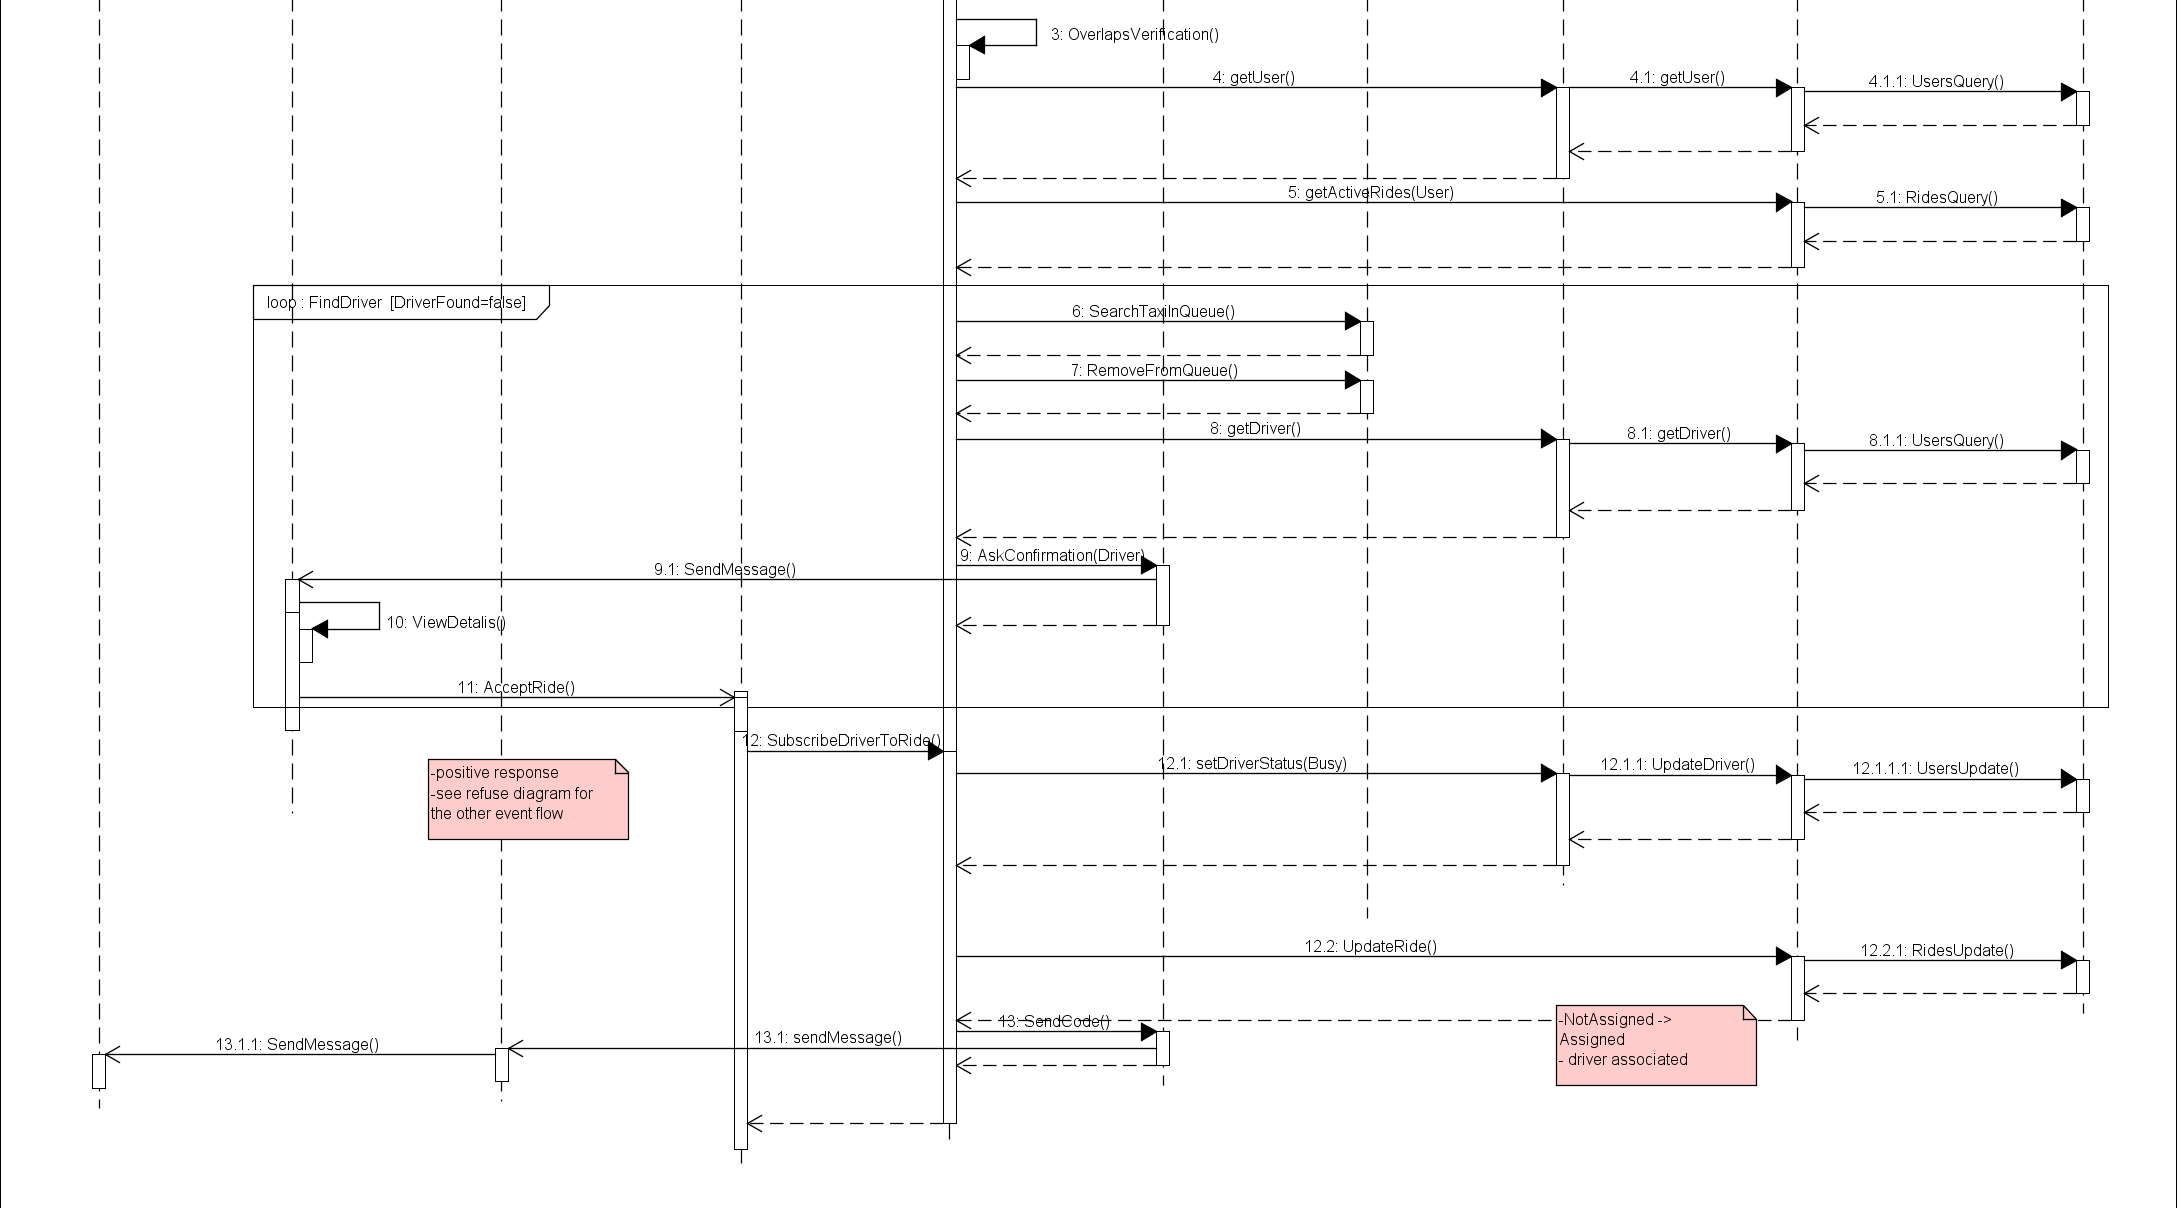 3: OverlapsVerification()
4: getUser()
4.1: getUser()
4.1.1: UsersQuery()
5: getActiveRides(User)
5.1: RidesQuery()
loop : FindDriver [DriverFound=false]
6: SearchTaxiInQueue()
7: RemoveFromQueue()
8: getDriver()
8.1: getDriver()
8.1.1: UsersQuery()
9: AskConfirmation(Driver)
9.1: SendMessage()
10: ViewDetalis()
11: AcceptRide()
12: SubscribeDriverToRide()
-positive response
-see refuse diagram for
the other event flow
12.1: setDriverStatus(Busy)
12.1.1: UpdateDriver()
12.1.1.1: UsersUpdate()
12.2: UpdateRide()
12.2.1: RidesUpdate()
13: SendCode()
13.1: sendMessage()
13.1.1: SendMessage()
-NotAssigned ->
Assigned
- driver associated